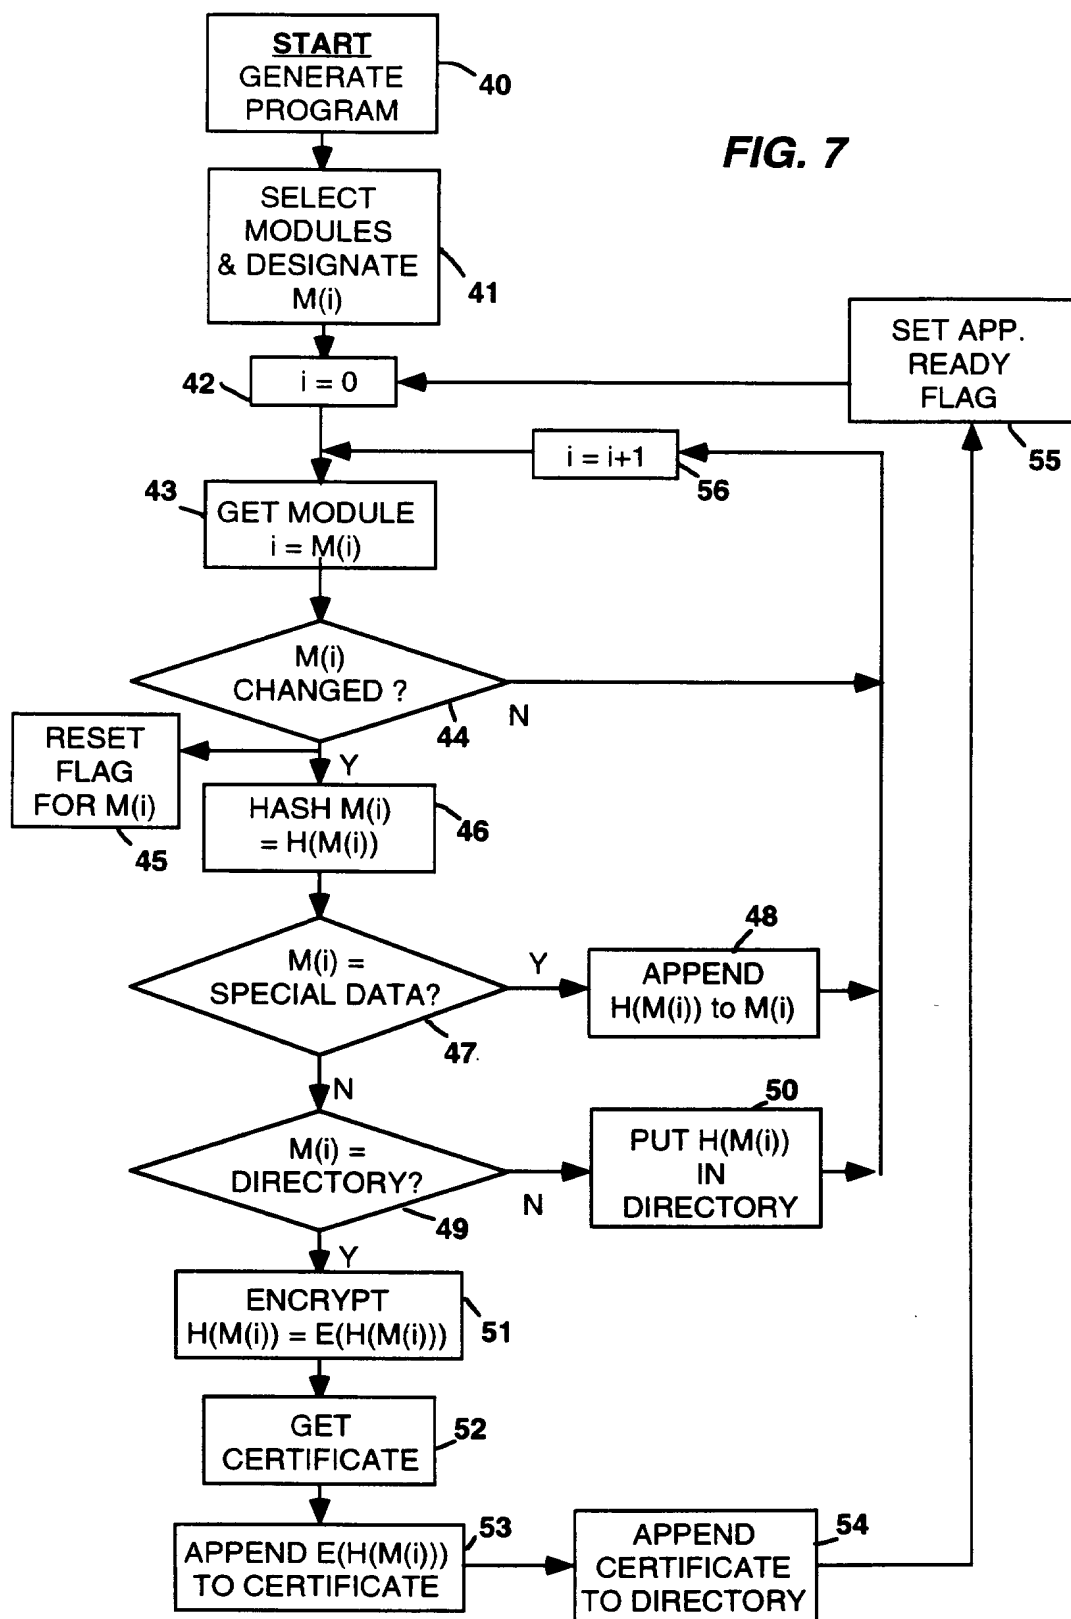 START
GENERATE
PROGRAM
40
FIG. 7
SELECT
MODULES
& DESIGNATE
M(i)
41
SET APP.
READY
FLAG
55
42
i = 0
i = i+1
56
43
GET MODULE
i = M(i)
M(i)
CHANGED ?
44
N
RESET
FLAG
FOR M(i)
45
Y
HASH M(i)
= H(M(i))
46
M(i) =
SPECIAL DATA?
47
Y
48
APPEND
H(M(i)) to M(i)
N
M(i) =
DIRECTORY?
49
N
50
PUT H(M(i))
IN
DIRECTORY
Y
ENCRYPT
H(M(i)) = E(H(M(i)))
51
GET
CERTIFICATE
52
APPEND E(H(M(i)))
TO CERTIFICATE
53
APPEND
CERTIFICATE
TO DIRECTORY
54